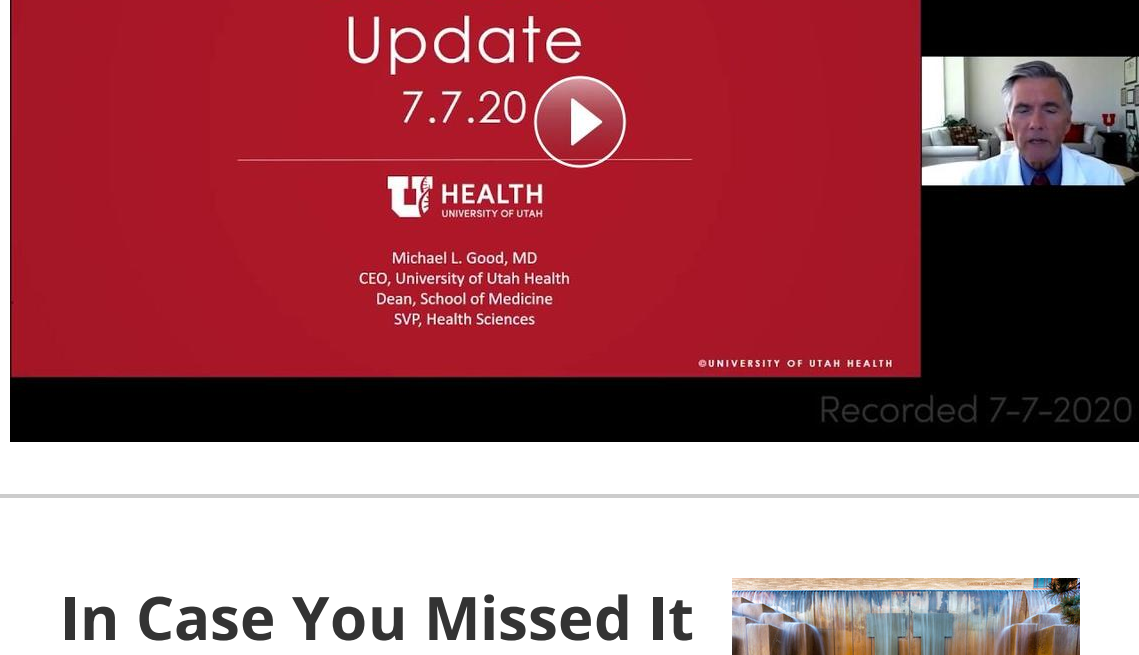 Update
7.7.20
U HEALTH
UNIVERSITY OF UTAH
Michael L. Good, MD
CEO, University of Utah Health
Dean, School of Medicine
SVP, Health Sciences
©UNIVERSITY OF UTAH HEALTH
Recorded 7-7-2020
In Case You Missed It